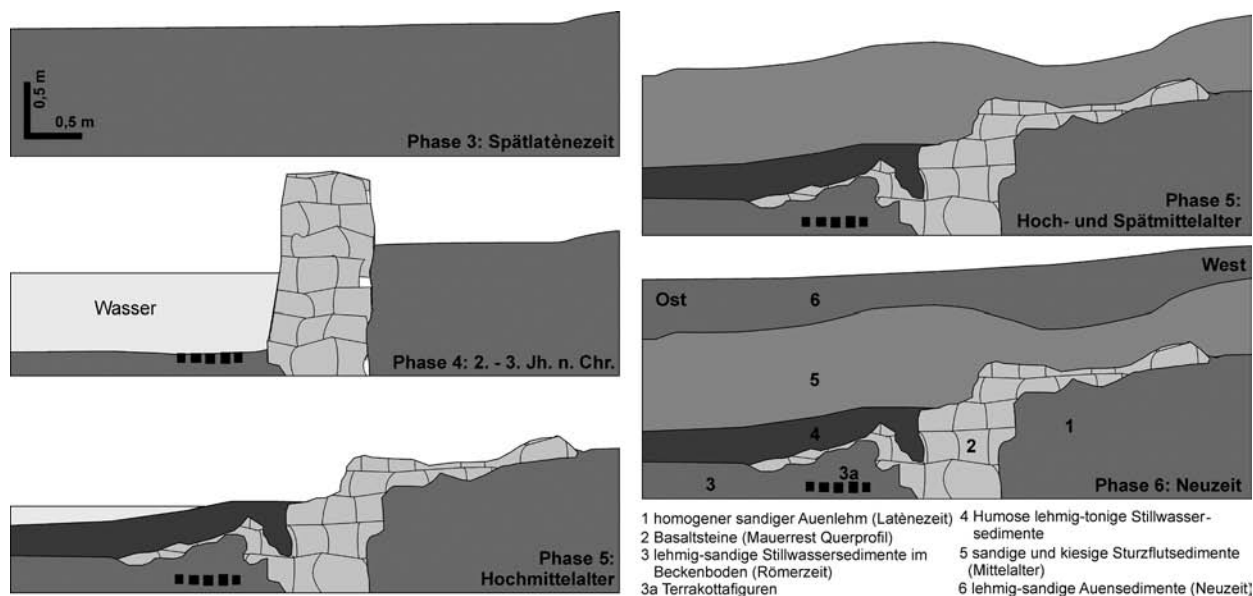 0,5 m
0,5 m
Phase 3: Spätlatènezeit
Wasser
Phase 4: 2. - 3. Jh. n. Chr.
Phase 5:
Hochmittelalter
Phase 5:
Hoch- und Spätmittelalter
West
Ost
6
5
4
1
2
3
3a
Phase 6: Neuzeit
1 homogener sandiger Auenlehm (Latènezeit)
2 Basaltsteine (Mauerrest Querprofil)
3 lehmig-sandige Stillwassersedimente im
Beckenboden (Römerzeit)
3a Terrakottafiguren
4 Humose lehmig-tonige Stillwasser-
sedimente
5 sandige und kiesige Sturzflutsedimente
(Mittelalter)
6 lehmig-sandige Auensedimente (Neuzeit)